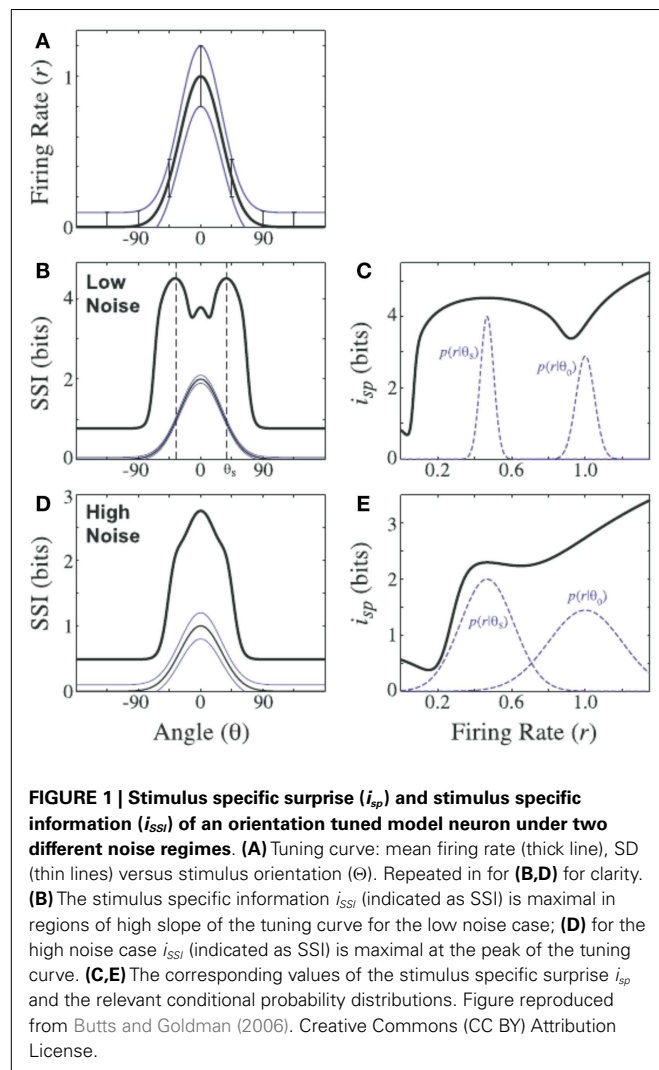 A
Firing Rate (r)
1
0
-90 0 90
B
Low
Noise
SSI (bits)
4
2
0
-90 0 θs 90
C
isp (bits)
4
2
0
p(r|θs)
p(r|θ0)
0.2 0.6 1.0
D
High
Noise
SSI (bits)
3
2
1
0
-90 0 90
Angle (θ)
E
isp (bits)
3
2
1
0
p(r|θs)
p(r|θ0)
0.2 0.6 1.0
Firing Rate (r)
FIGURE 1 | Stimulus specific surprise (isp) and stimulus specific
information (iSSI) of an orientation tuned model neuron under two
different noise regimes. (A) Tuning curve: mean firing rate (thick line), SD
(thin lines) versus stimulus orientation (Θ). Repeated in for (B,D) for clarity.
(B) The stimulus specific information iSSI (indicated as SSI) is maximal in
regions of high slope of the tuning curve for the low noise case; (D) for the
high noise case iSSI (indicated as SSI) is maximal at the peak of the tuning
curve. (C,E) The corresponding values of the stimulus specific surprise isp
and the relevant conditional probability distributions. Figure reproduced
from Butts and Goldman (2006). Creative Commons (CC BY) Attribution
License.